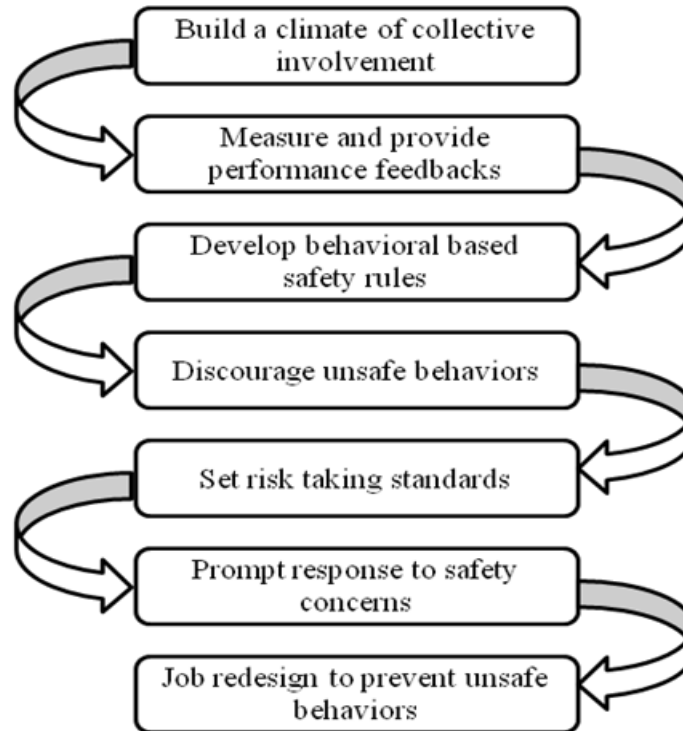 Build a climate of collective
involvement
Measure and provide
performance feedbacks
Develop behavioral based
safety rules
Discourage unsafe behaviors
Set risk taking standards
Prompt response to safety
concerns
Job redesign to prevent unsafe
behaviors